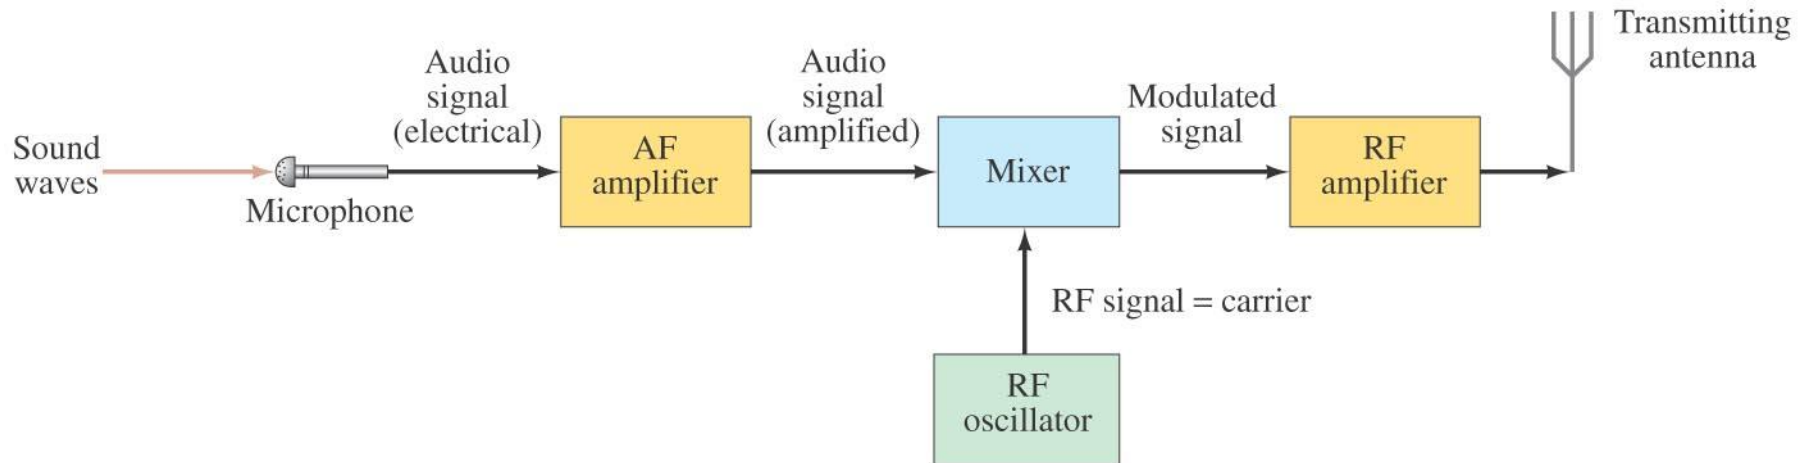 Sound
waves
Microphone
Audio
signal
(electrical)
AF
amplifier
Audio
signal
(amplified)
Mixer
Modulated
signal
RF
amplifier
Transmitting
antenna
RF signal = carrier
RF
oscillator